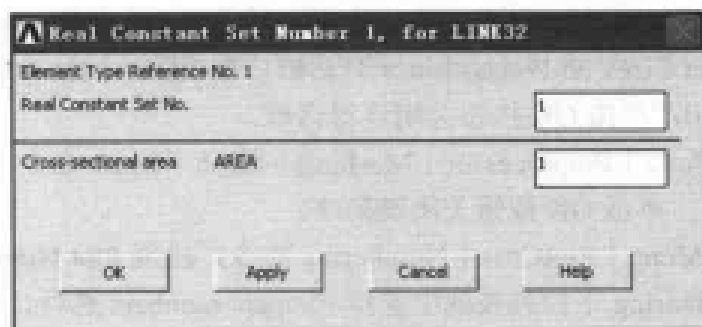 Real Constant Set Number 1, for LINK32
Element Type Reference No. 1
Real Constant Set No. 1
Cross-sectional area AREA 1
OK Apply Cancel Help